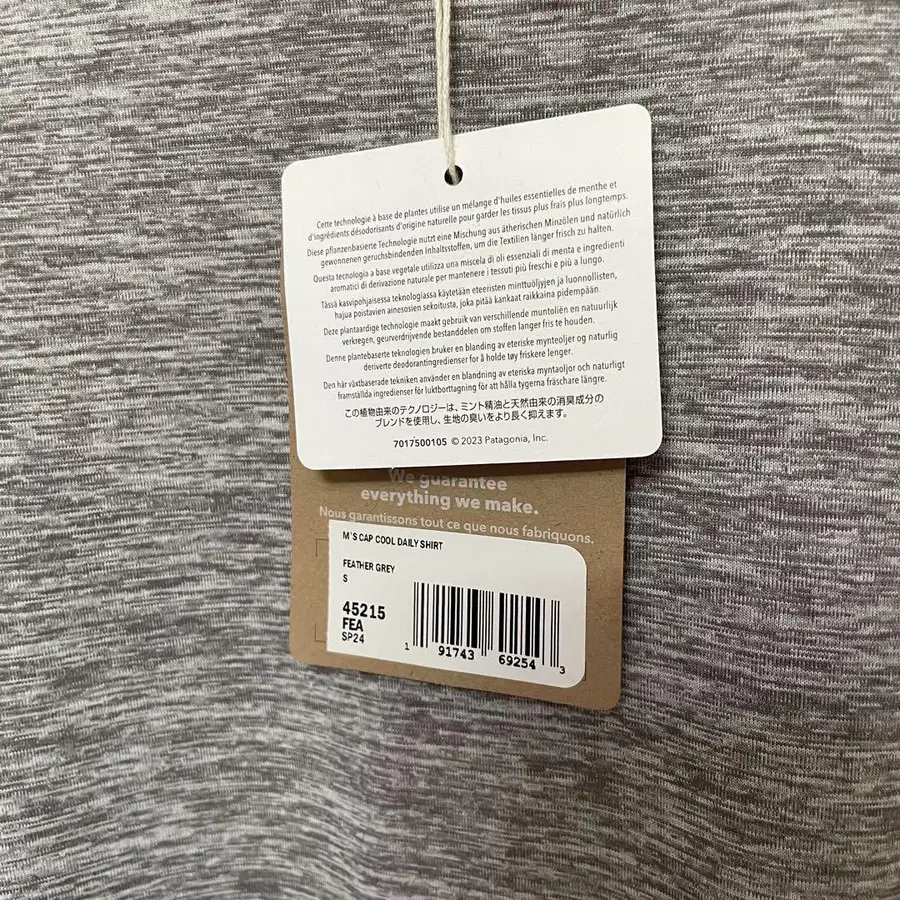 Cette technologie à base de plantes utilise un mélange d'huiles essentielles de menthe et
d'ingrédients désodorisants d'origine naturelle pour garder les tissus plus frais plus longtemps.
Diese pflanzenbasierte Technologie nutzt eine Mischung aus ätherischen Minzölen und natürlich
gewonnenen geruchsbindenden Inhaltsstoffen, um die Textilien länger frisch zu halten.
Questa tecnologia a base vegetale utilizza una miscela di oli essenziali di menta e ingredienti
aromatici di derivazione naturale per mantenere i tessuti più freschi e più a lungo.
Tässä kasvipohjaisessa teknologiassa käytetään eteeristen minttuöljyjen ja luonnollisten,
hajua poistavien ainesosien sekoitusta, joka pitää kankaat raikkaina pidempään.
Deze plantaardige technologie maakt gebruik van verschillende muntoliën en natuurlijk
verkregen, geurverdrijvende bestanddelen om stoffen langer fris te houden.
Denne plantebaserte teknologien bruker en blanding av eteriske mynteoljer og naturlig
deriverte deodorantingredienser for å holde tøy friskere lenger.
Den här växtbaserade tekniken använder en blandning av eteriska myntaoljor och naturligt
framställda ingredienser för luktborttagning för att hålla tygerna fräschare längre.
この植物由来のテクノロジーは、ミント精油と天然由来の消臭成分の
ブレンドを使用し、生地の臭いをより長く抑えます。
7017500105 © 2023 Patagonia, Inc.
We guarantee
everything we make.
Nous garantissons tout ce que nous fabriquons.
M'S CAP COOL DAILY SHIRT
FEATHER GREY
S
45215
FEA
SP24
1 91743 69254 3